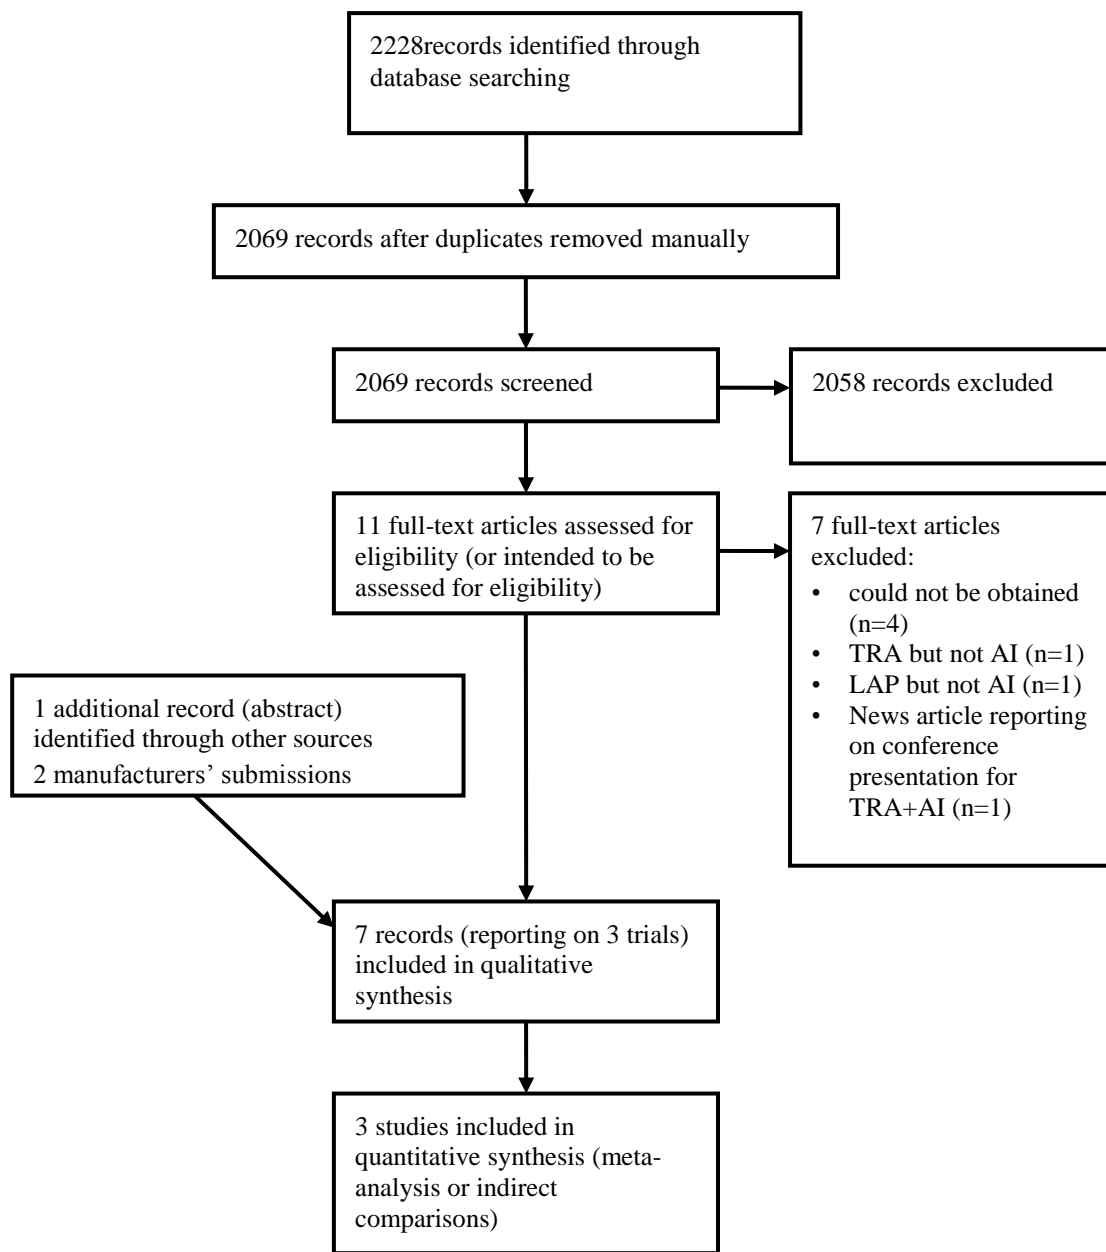 2228records identified through
database searching
2069 records after duplicates removed manually
2069 records screened
2058 records excluded
11 full-text articles assessed for
eligibility (or intended to be
assessed for eligibility)
7 full-text articles
excluded:
• could not be obtained
(n=4)
• TRA but not AI (n=1)
• LAP but not AI (n=1)
• News article reporting
on conference
presentation for
TRA+AI (n=1)
1 additional record (abstract)
identified through other sources
2 manufacturers’ submissions
7 records (reporting on 3 trials)
included in qualitative
synthesis
3 studies included in
quantitative synthesis (meta-
analysis or indirect
comparisons)